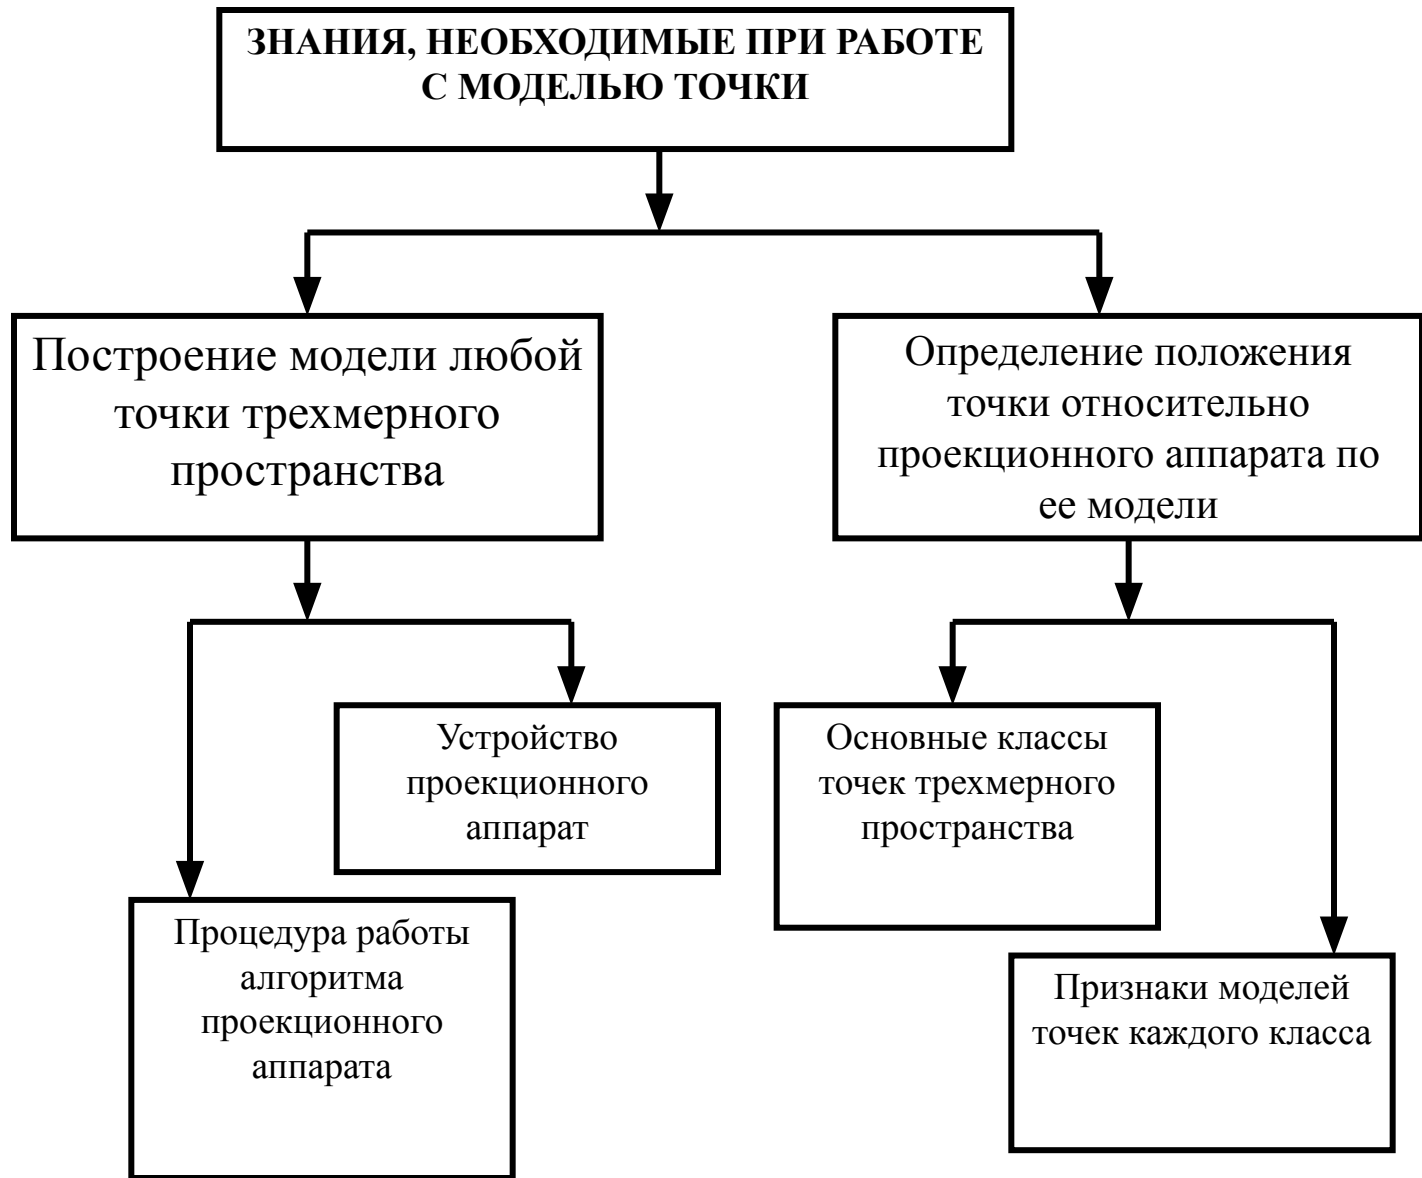 ЗНАНИЯ, НЕОБХОДИМЫЕ ПРИ РАБОТЕ
С МОДЕЛЬЮ ТОЧКИ
Построение модели любой
точки трехмерного
пространства
Определение положения
точки относительно
проекционного аппарата по
ее модели
Устройство
проекционного
аппарат
Основные классы
точек трехмерного
пространства
Процедура работы
алгоритма
проекционного
аппарата
Признаки моделей
точек каждого класса